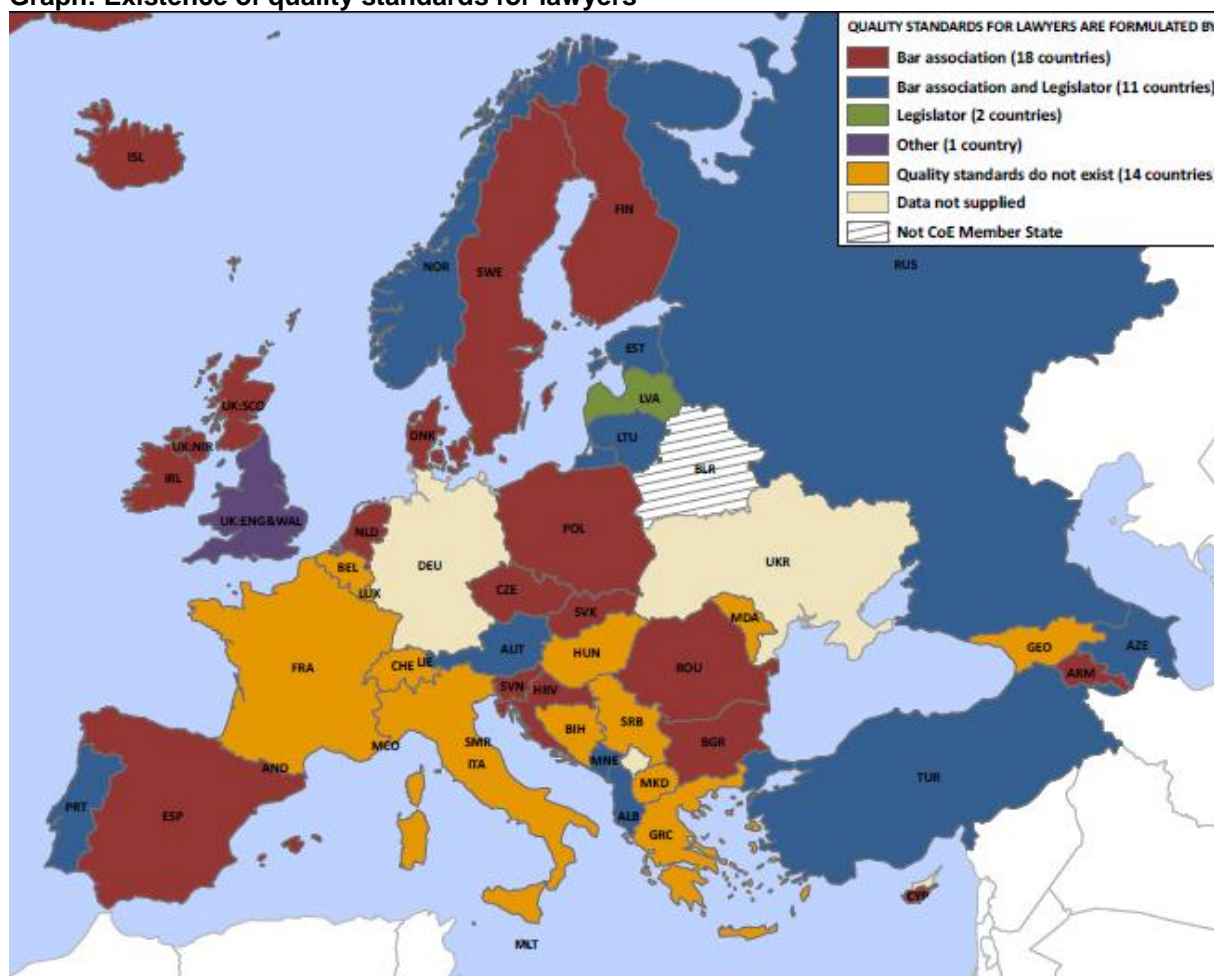 Graph: Existence of quality standards for lawyers
QUALITY STANDARDS FOR LAWYERS ARE FORMULATED BY
Bar association (18 countries)
Bar association and Legislator (11 countries)
Legislator (2 countries)
Other (1 country)
Quality standards do not exist (14 countries
Data not supplied
Not CoE Member State
ISL
FIN
RUS
NOR
SWE
EST
LVA
UK:SCO
DNK
LTU
UK:NIR
BLR
IRL
UK:ENG&WAL
NLD
POL
BEL
DEU
UKR
LUX
CZE
SVK
MDA
AUT
HUN
FRA
CHE
LIE
ROU
GEO
AZE
ARM
SVN
HRV
BIH
SRB
MCO
SMR
BGR
ITA
MNE
AND
MKD
TUR
PRT
ESP
ALB
GRC
CYP
MLT